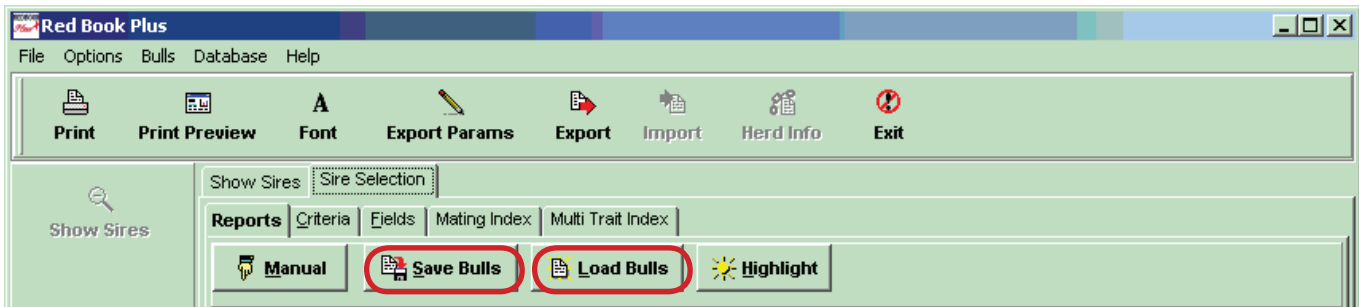 Red Book Plus
File Options Bulls Database Help
Print Print Preview Font Export Params Export Import Herd Info Exit
Show Sires Sire Selection
Show Sires
Reports Criteria Fields Mating Index Multi Trait Index
Manual Save Bulls Load Bulls Highlight